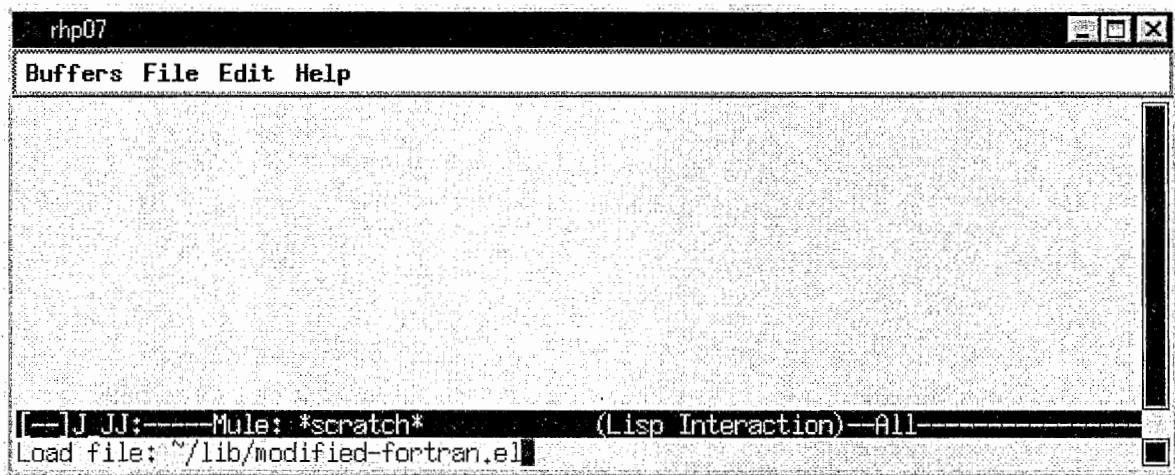 rhp07
Buffers File Edit Help
[--]J JJ:-----Mule: *scratch* (Lisp Interaction)--All--------------------
Load file: ~/lib/modified-fortran.el